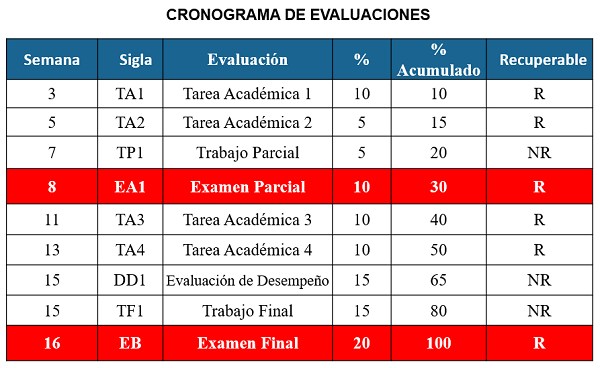 CRONOGRAMA DE EVALUACIONES
Semana Sigla Evaluación % % Acumulado Recuperable
3 TA1 Tarea Académica 1 10 10 R
5 TA2 Tarea Académica 2 5 15 R
7 TP1 Trabajo Parcial 5 20 NR
8 EA1 Examen Parcial 10 30 R
11 TA3 Tarea Académica 3 10 40 R
13 TA4 Tarea Académica 4 10 50 R
15 DD1 Evaluación de Desempeño 15 65 NR
15 TF1 Trabajo Final 15 80 NR
16 EB Examen Final 20 100 R